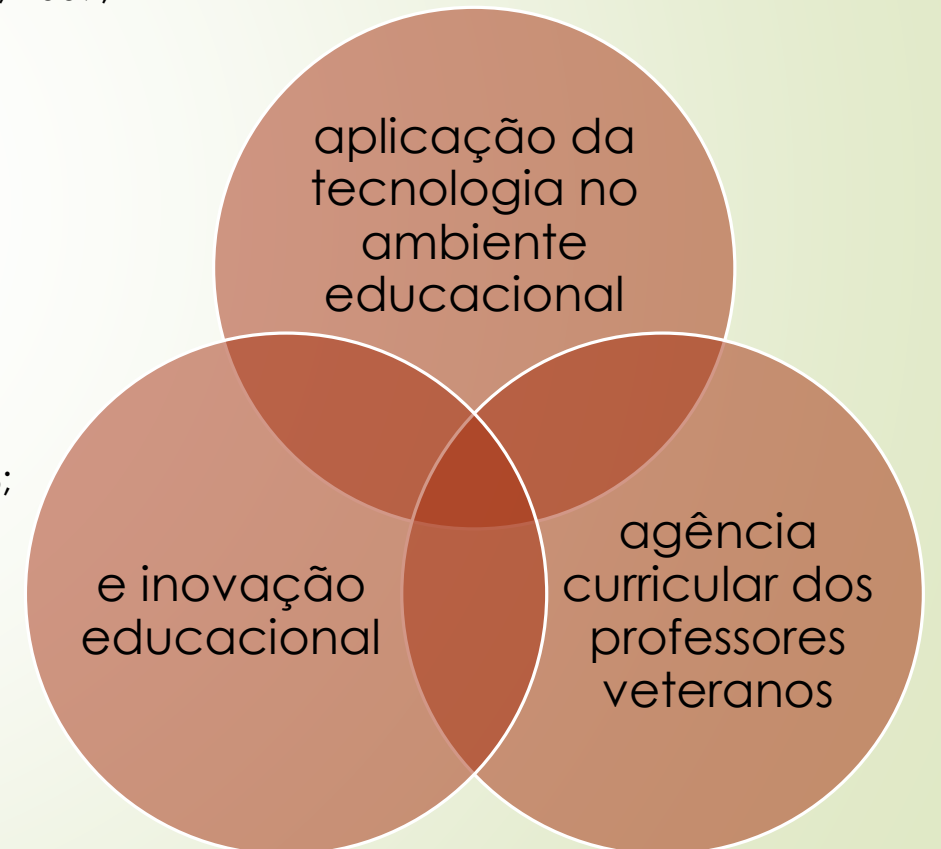 aplicação da
tecnologia no
ambiente
educacional
e inovação
educacional
agência
curricular dos
professores
veteranos